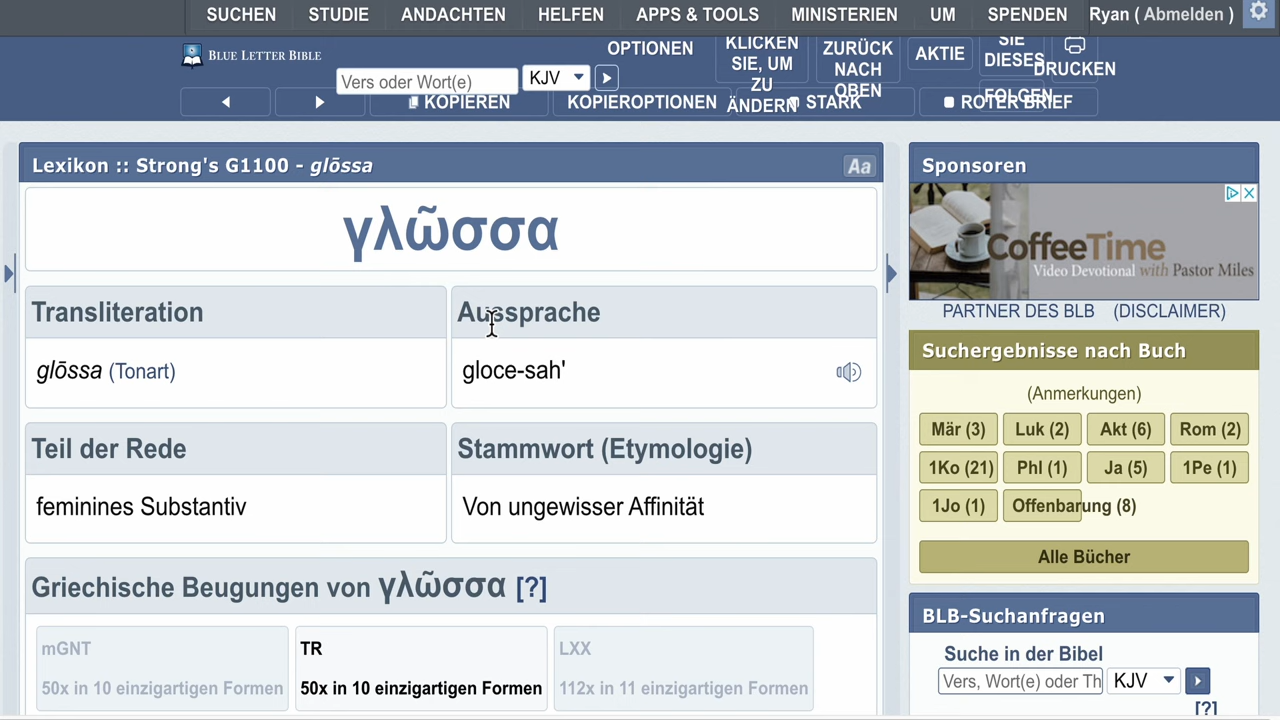 SUCHEN STUDIE ANDACHTEN HELFEN APPS & TOOLS MINISTERIEN UM SPENDEN Ryan ( Abmelden )
BLUE LETTER BIBLE
Vers oder Wort(e) KJV
OPTIONEN
KLICKEN SIE, UM ZU ÄNDERN
ZURÜCK NACH OBEN
AKTIE
SIE DIESES FOLGEN
DRUCKEN
KOPIEREN KOPIEROPTIONEN STARK ROTER BRIEF
Lexikon :: Strong's G1100 - glōssa Aa
γλῶσσα
Transliteration
glōssa (Tonart)
Aussprache
gloce-sah'
Teil der Rede
feminines Substantiv
Stammwort (Etymologie)
Von ungewisser Affinität
Griechische Beugungen von γλῶσσα [?]
mGNT
50x in 10 einzigartigen Formen
TR
50x in 10 einzigartigen Formen
LXX
112x in 11 einzigartigen Formen
Sponsoren
CoffeeTime
Video Devotional with Pastor Miles
PARTNER DES BLB (DISCLAIMER)
Suchergebnisse nach Buch
(Anmerkungen)
Mär (3) Luk (2) Akt (6) Rom (2)
1Ko (21) Phl (1) Ja (5) 1Pe (1)
1Jo (1) Offenbarung (8)
Alle Bücher
BLB-Suchanfragen
Suche in der Bibel
Vers, Wort(e) oder Th KJV
[?]